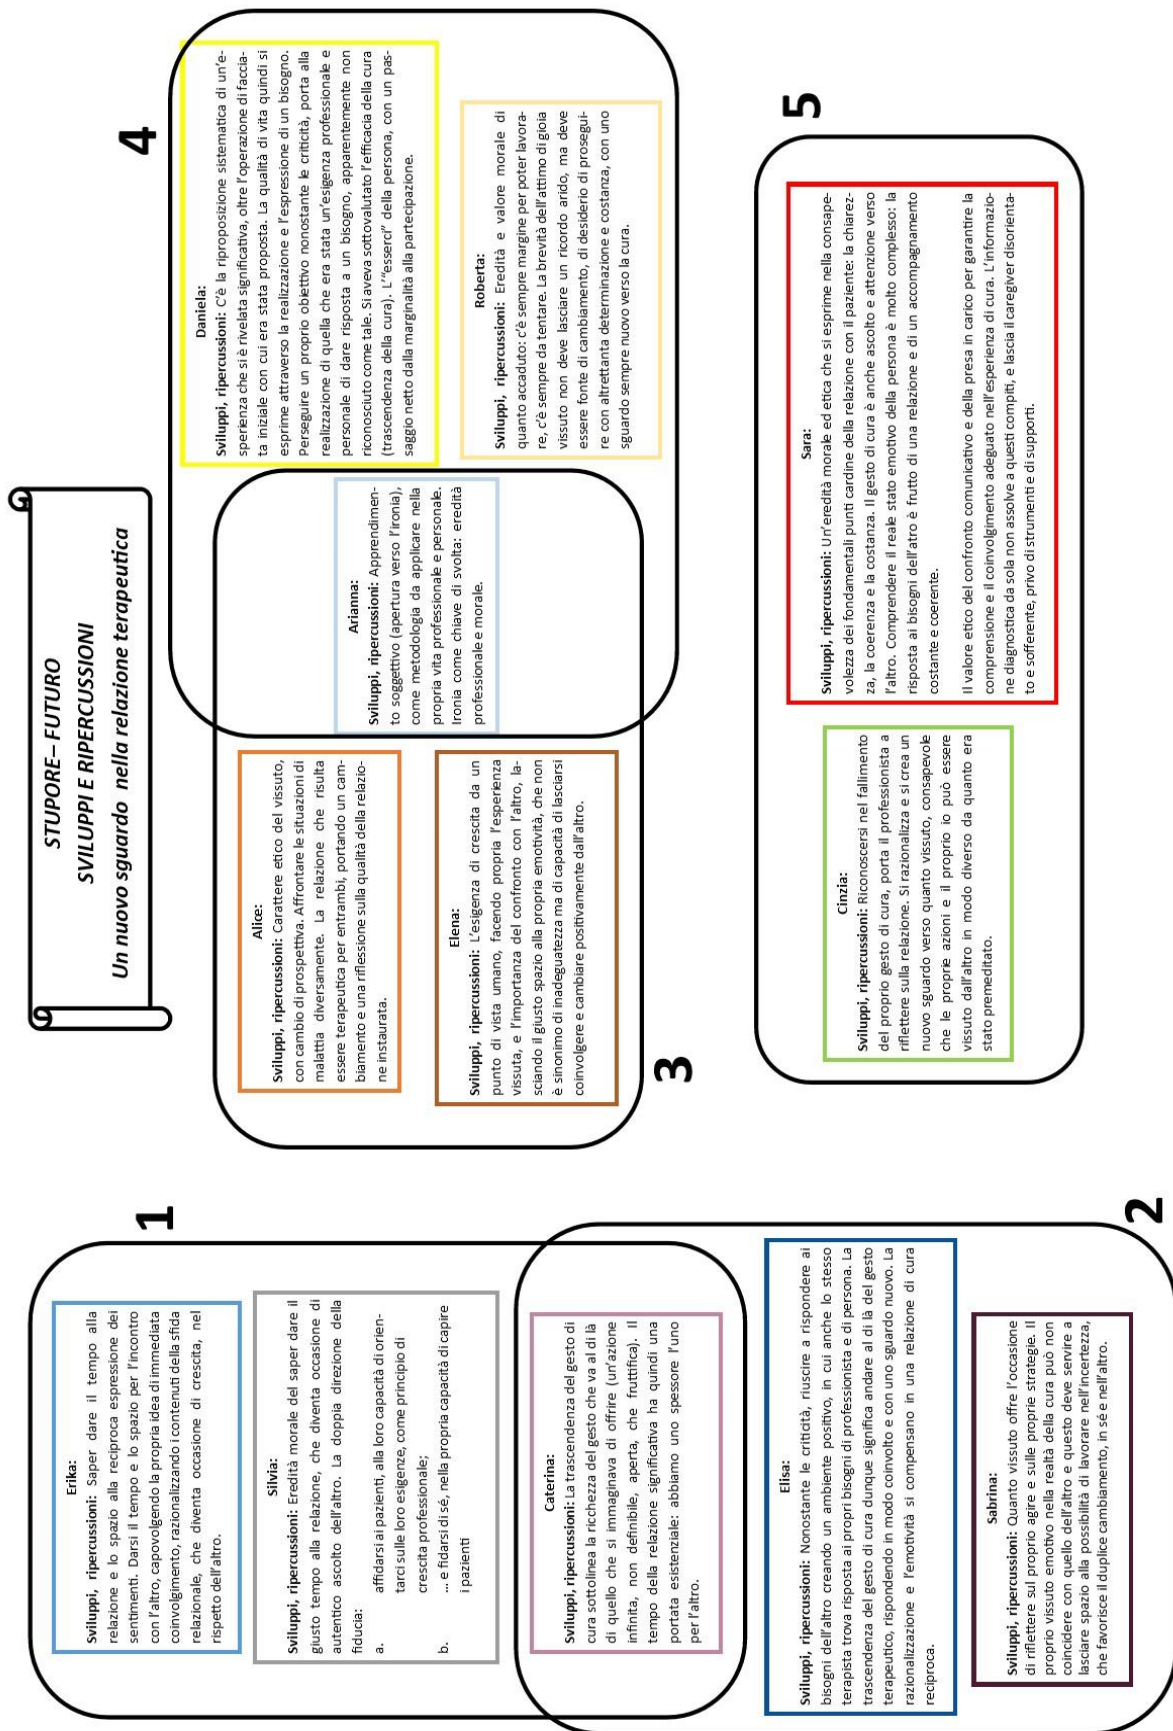 STUPORE– FUTURO
SVILUPPI E RIPERCUSSIONI
Un nuovo sguardo nella relazione terapeutica
1
Erika:
Sviluppi, ripercussioni: Saper dare il tempo alla
relazione e lo spazio alla reciproca espressione dei
sentimenti. Darsi il tempo e lo spazio per l'incontro
con l'altro, capovolgendo la propria idea di immediata
coinvolgimento, razionalizzando i contenuti della sfida
relazionale, che diventa occasione di crescita, nel
rispetto dell'altro.
Silvia:
Sviluppi, ripercussioni: Eredità morale del saper dare il
giusto tempo alla relazione, che diventa occasione di
autentico ascolto dell'altro. La doppia direzione della
fiducia:
a. affidarsi ai pazienti, alla loro capacità di orien-
tarci sulle loro esigenze, come principio di
crescita professionale;
b. ... e fidarsi di sé, nella propria capacità di capire
i pazienti
Caterina:
Sviluppi, ripercussioni: La trascendenza del gesto di
cura sottolinea la ricchezza del gesto che va al di là
di quello che si immaginava di offrire (un'azione
infinita, non definibile, aperta, che fruttifica). Il
tempo della relazione significativa ha quindi una
portata esistenziale: abbiamo uno spessore l'uno
per l'altro.
Elisa:
Sviluppi, ripercussioni: Nonostante le criticità, riuscire a rispondere ai
bisogni dell'altro creando un ambiente positivo, in cui anche lo stesso
terapista trova risposta ai propri bisogni di professionista e di persona. La
trascendenza del gesto di cura dunque significa andare al di là del gesto
terapeutico, rispondendo in modo coinvolto e con uno sguardo nuovo. La
razionalizzazione e l'emotività si compensano in una relazione di cura
reciproca.
Sabrina:
Sviluppi, ripercussioni: Quanto vissuto offre l'occasione
di riflettere sul proprio agire e sulle proprie strategie. Il
proprio vissuto emotivo nella realtà della cura può non
coincidere con quello dell'altro e questo deve servire a
lasciare spazio alla possibilità di lavorare nell'incertezza,
che favorisce il duplice cambiamento, in sé e nell'altro.
2
3
Alice:
Sviluppi, ripercussioni: Carattere etico del vissuto,
con cambio di prospettiva. Affrontare le situazioni di
malattia diversamente. La relazione che risulta
essere terapeutica per entrambi, portando un cam-
biamento e una riflessione sulla qualità della relazio-
ne instaurata.
Elena:
Sviluppi, ripercussioni: L'esigenza di crescita da un
punto di vista umano, facendo propria l'esperienza
vissuta, e l'importanza del confronto con l'altro, la-
sciando il giusto spazio alla propria emotività, che non
è sinonimo di inadeguatezza ma di capacità di lasciarsi
coinvolgere e cambiare positivamente dall'altro.
Arianna:
Sviluppi, ripercussioni: Apprendimen-
to soggettivo (apertura verso l'ironia),
come metodologia da applicare nella
propria vita professionale e personale.
Ironia come chiave di svolta: eredità
professionale e morale.
4
Daniela:
Sviluppi, ripercussioni: C'è la riproposizione sistematica di un'e-
sperienza che si è rivelata significativa, oltre l'operazione di faccia-
ta iniziale con cui era stata proposta. La qualità di vita quindi si
esprime attraverso la realizzazione e l'espressione di un bisogno.
Perseguire un proprio obiettivo nonostante le criticità, porta alla
realizzazione di quella che era stata un'esigenza professionale e
personale di dare risposta a un bisogno, apparentemente non
riconosciuto come tale. Si aveva sottovalutato l'efficacia della cura
(trascendenza della cura). L'"esserci" della persona, con un pas-
saggio netto dalla marginalità alla partecipazione.
Roberta:
Sviluppi, ripercussioni: Eredità e valore morale di
quanto accaduto: c'è sempre margine per poter lavora-
re, c'è sempre da tentare. La brevità dell'attimo di gioia
vissuto non deve lasciare un ricordo arido, ma deve
essere fonte di cambiamento, di desiderio di prosegui-
re con altrettanta determinazione e costanza, con uno
sguardo sempre nuovo verso la cura.
5
Cinzia:
Sviluppi, ripercussioni: Riconoscersi nel fallimento
del proprio gesto di cura, porta il professionista a
riflettere sulla relazione. Si razionalizza e si crea un
nuovo sguardo verso quanto vissuto, consapevole
che le proprie azioni e il proprio io può essere
vissuto dall'altro in modo diverso da quanto era
stato premeditato.
Sara:
Sviluppi, ripercussioni: Un'eredità morale ed etica che si esprime nella consape-
volezza dei fondamentali punti cardine della relazione con il paziente: la chiarez-
za, la coerenza e la costanza. Il gesto di cura è anche ascolto e attenzione verso
l'altro. Comprendere il reale stato emotivo della persona è molto complesso: la
risposta ai bisogni dell'atro è frutto di una relazione e di un accompagnamento
costante e coerente.
Il valore etico del confronto comunicativo e della presa in carico per garantire la
comprensione e il coinvolgimento adeguato nell'esperienza di cura. L'informazio-
ne diagnostica da sola non assolve a questi compiti, e lascia il caregiver disorienta-
to e sofferente, privo di strumenti e di supporti.